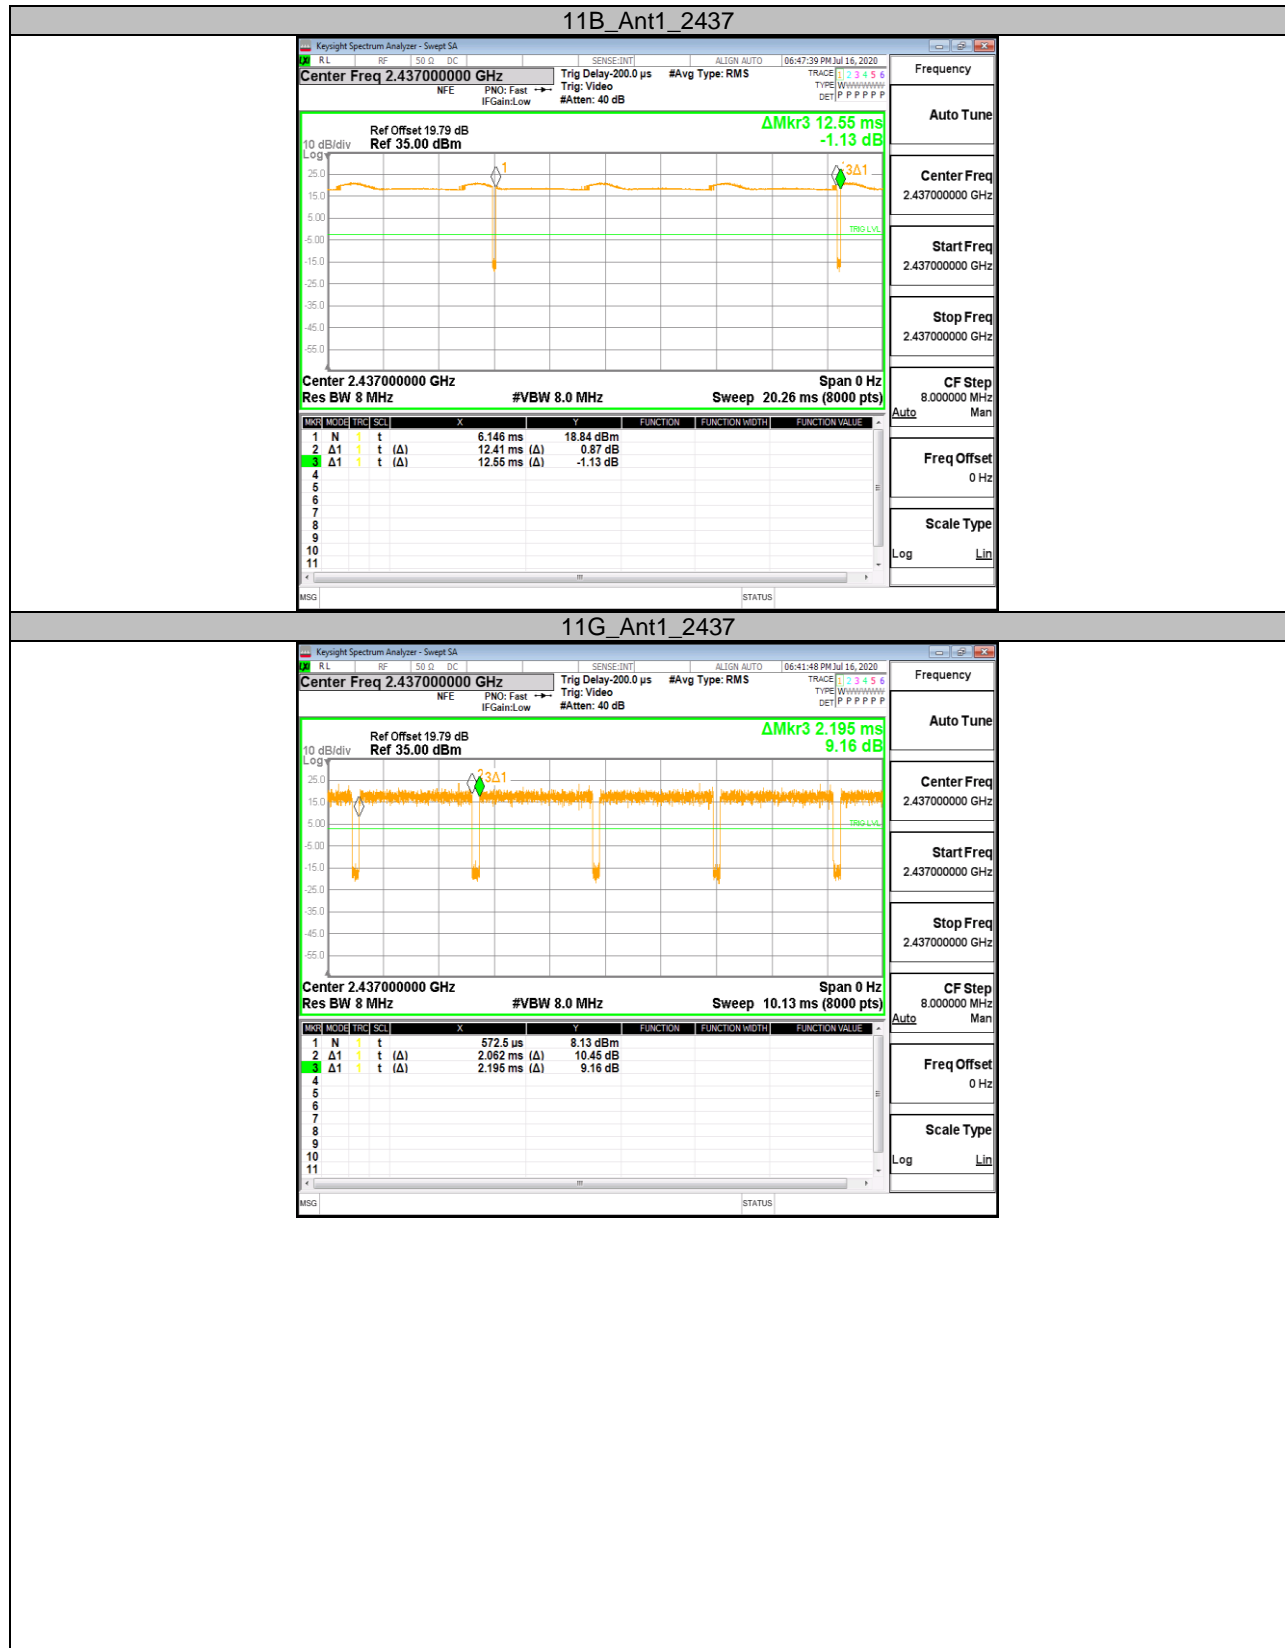 11B_Ant1_2437
Keysight Spectrum Analyzer - Swept SA
RL RF 50 Ω DC SENSE:INT ALIGN AUTO 06:47:39 PM Jul 16, 2020
Center Freq 2.437000000 GHz
NFE PNO: Fast IFGain:Low
Trig Delay-200.0 µs #Avg Type: RMS
Trig: Video
#Atten: 40 dB
TRACE 1 2 3 4 5 6
TYPE WWWWWW
DET P P P P P P
ΔMkr3 12.55 ms
-1.13 dB
Ref Offset 19.79 dB
10 dB/div Ref 35.00 dBm
Log
25.0
15.0
5.00
-5.00
-15.0
-25.0
-35.0
-45.0
-55.0
1
3Δ1
TRIG LVL
Center 2.437000000 GHz Span 0 Hz
Res BW 8 MHz #VBW 8.0 MHz Sweep 20.26 ms (8000 pts)
MKR MODE TRC SCL X Y FUNCTION FUNCTION WIDTH FUNCTION VALUE
1 N 1 t 6.146 ms 18.84 dBm
2 Δ1 1 t (Δ) 12.41 ms (Δ) 0.87 dB
3 Δ1 1 t (Δ) 12.55 ms (Δ) -1.13 dB
4
5
6
7
8
9
10
11
MSG STATUS
Frequency
Auto Tune
Center Freq
2.437000000 GHz
Start Freq
2.437000000 GHz
Stop Freq
2.437000000 GHz
CF Step
8.000000 MHz
Auto Man
Freq Offset
0 Hz
Scale Type
Log Lin
11G_Ant1_2437
Keysight Spectrum Analyzer - Swept SA
RL RF 50 Ω DC SENSE:INT ALIGN AUTO 06:41:48 PM Jul 16, 2020
Center Freq 2.437000000 GHz
NFE PNO: Fast IFGain:Low
Trig Delay-200.0 µs #Avg Type: RMS
Trig: Video
#Atten: 40 dB
TRACE 1 2 3 4 5 6
TYPE WWWWWW
DET P P P P P P
ΔMkr3 2.195 ms
9.16 dB
Ref Offset 19.79 dB
10 dB/div Ref 35.00 dBm
Log
25.0
15.0
5.00
-5.00
-15.0
-25.0
-35.0
-45.0
-55.0
1
2 3Δ1
TRIG LVL
Center 2.437000000 GHz Span 0 Hz
Res BW 8 MHz #VBW 8.0 MHz Sweep 10.13 ms (8000 pts)
MKR MODE TRC SCL X Y FUNCTION FUNCTION WIDTH FUNCTION VALUE
1 N 1 t 572.5 µs 8.13 dBm
2 Δ1 1 t (Δ) 2.062 ms (Δ) 10.45 dB
3 Δ1 1 t (Δ) 2.195 ms (Δ) 9.16 dB
4
5
6
7
8
9
10
11
MSG STATUS
Frequency
Auto Tune
Center Freq
2.437000000 GHz
Start Freq
2.437000000 GHz
Stop Freq
2.437000000 GHz
CF Step
8.000000 MHz
Auto Man
Freq Offset
0 Hz
Scale Type
Log Lin